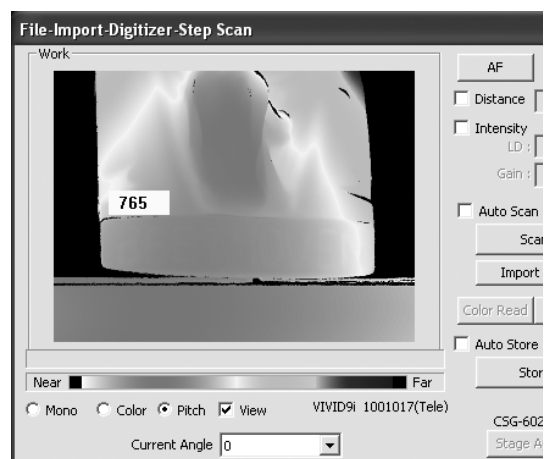 File-Import-Digitizer-Step Scan
Work
AF
Distance
Intensity
LD :
Gain :
765
Auto Scan
Import
Color Read
Auto Store
Near Far
Mono Color Pitch View VIVID9i 1001017(Tele)
CSG-602
Current Angle 0
Stage